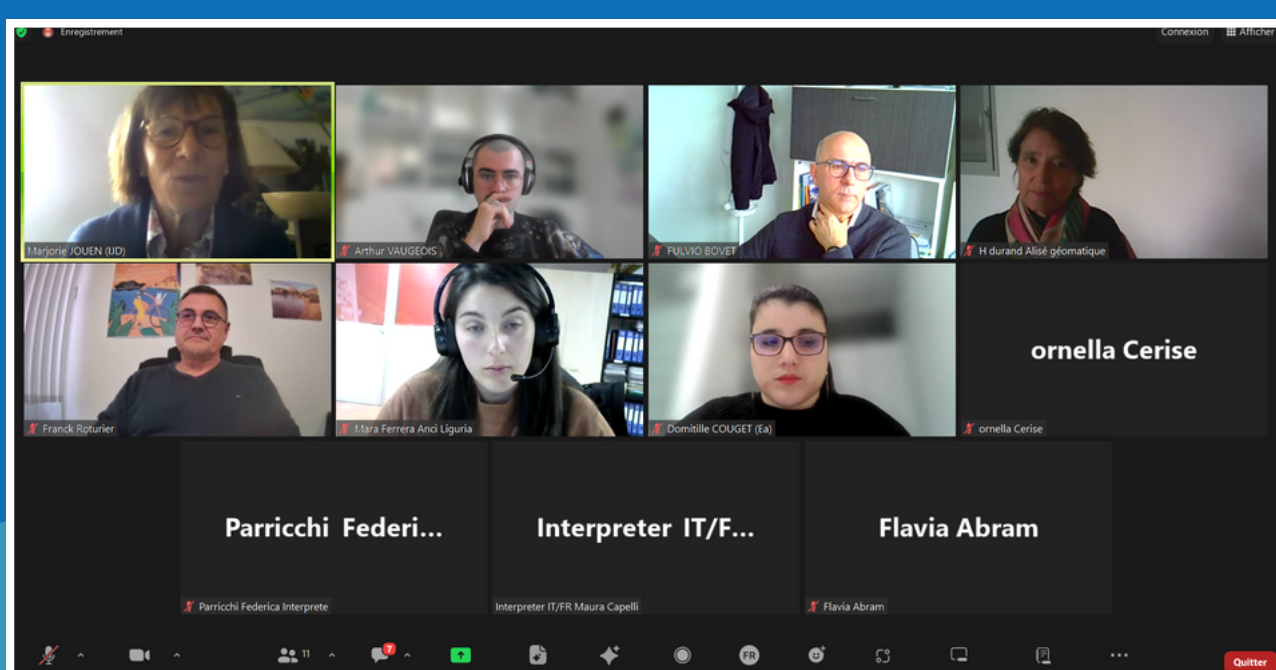 Enregistrement
Connexion
Afficher
Marjorie JOUEN (IJD)
Arthur VAUGEOIS
FULVIO BOVET
H durand Alisé géomatique
Franck Roturier
Mara Ferrera Anci Liguria
Domitille COUGET (Ea)
ornella Cerise
ornella Cerise
Parricchi Federi...
Interpreter IT/F...
Flavia Abram
Parricchi Federica Interprete
Interpreter IT/FR Maura Capelli
Flavia Abram
11
7
FR
Quitter